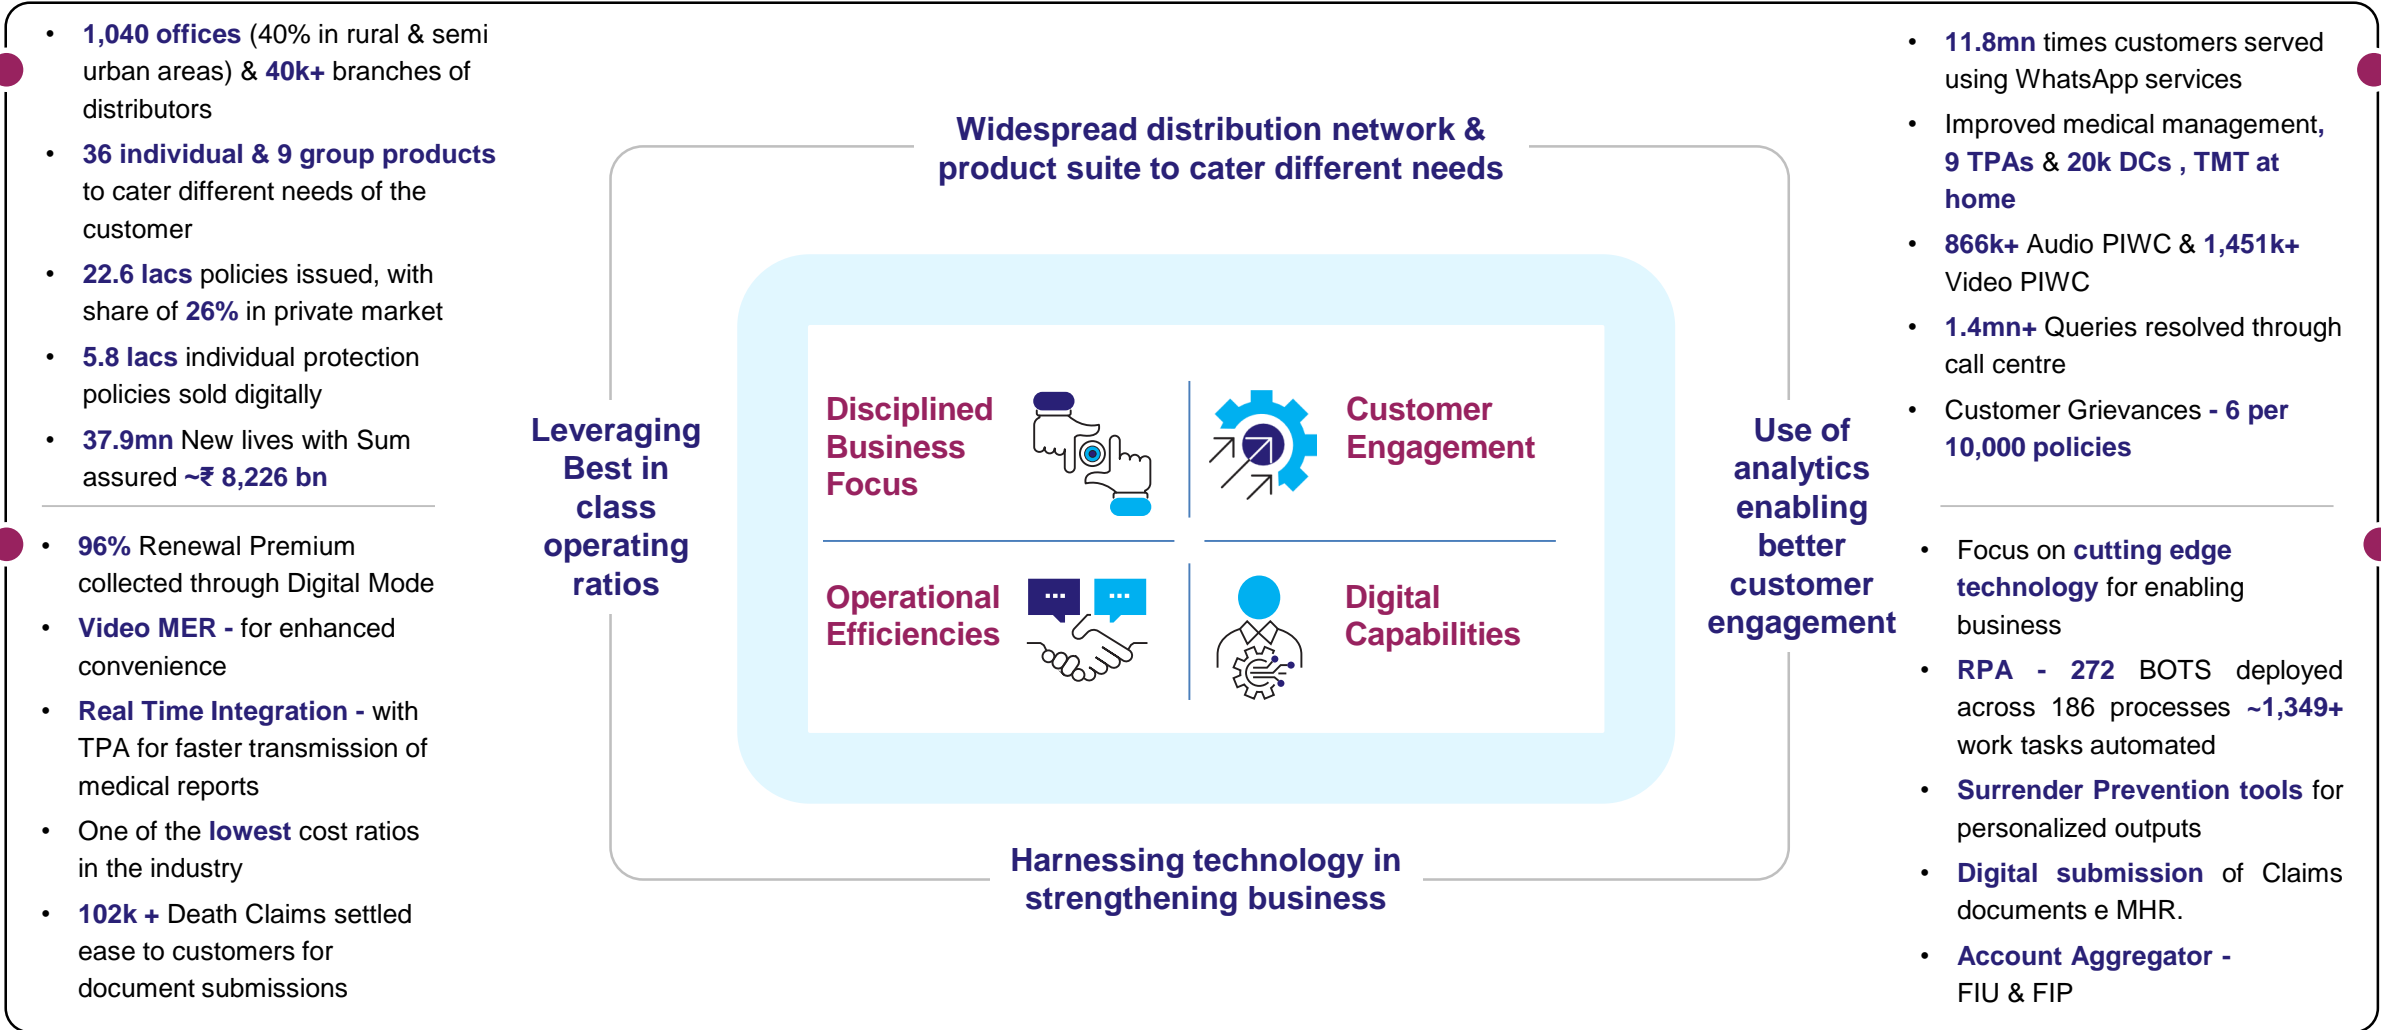 • 1,040 offices (40% in rural & semi
urban areas) & 40k+ branches of
distributors
• 36 individual & 9 group products
to cater different needs of the
customer
• 22.6 lacs policies issued, with
share of 26% in private market
• 5.8 lacs individual protection
policies sold digitally
• 37.9mn New lives with Sum
assured ~₹ 8,226 bn
• 96% Renewal Premium
collected through Digital Mode
• Video MER - for enhanced
convenience
• Real Time Integration - with
TPA for faster transmission of
medical reports
• One of the lowest cost ratios
in the industry
• 102k + Death Claims settled
ease to customers for
document submissions
Widespread distribution network &
product suite to cater different needs
Leveraging
Best in
class
operating
ratios
Disciplined
Business
Focus
Customer
Engagement
Operational
Efficiencies
Digital
Capabilities
Use of
analytics
enabling
better
customer
engagement
Harnessing technology in
strengthening business
• 11.8mn times customers served
using WhatsApp services
• Improved medical management,
9 TPAs & 20k DCs , TMT at
home
• 866k+ Audio PIWC & 1,451k+
Video PIWC
• 1.4mn+ Queries resolved through
call centre
• Customer Grievances - 6 per
10,000 policies
• Focus on cutting edge
technology for enabling
business
• RPA - 272 BOTS deployed
across 186 processes ~1,349+
work tasks automated
• Surrender Prevention tools for
personalized outputs
• Digital submission of Claims
documents e MHR.
• Account Aggregator -
FIU & FIP